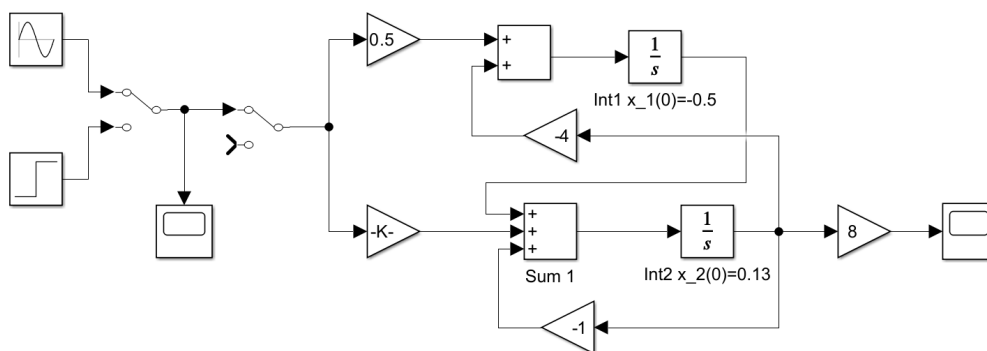 0.5
+
+
1
s
Int1 x_1(0)=-0.5
-4
-K-
+
+
+
Sum 1
1
s
Int2 x_2(0)=0.13
8
-1